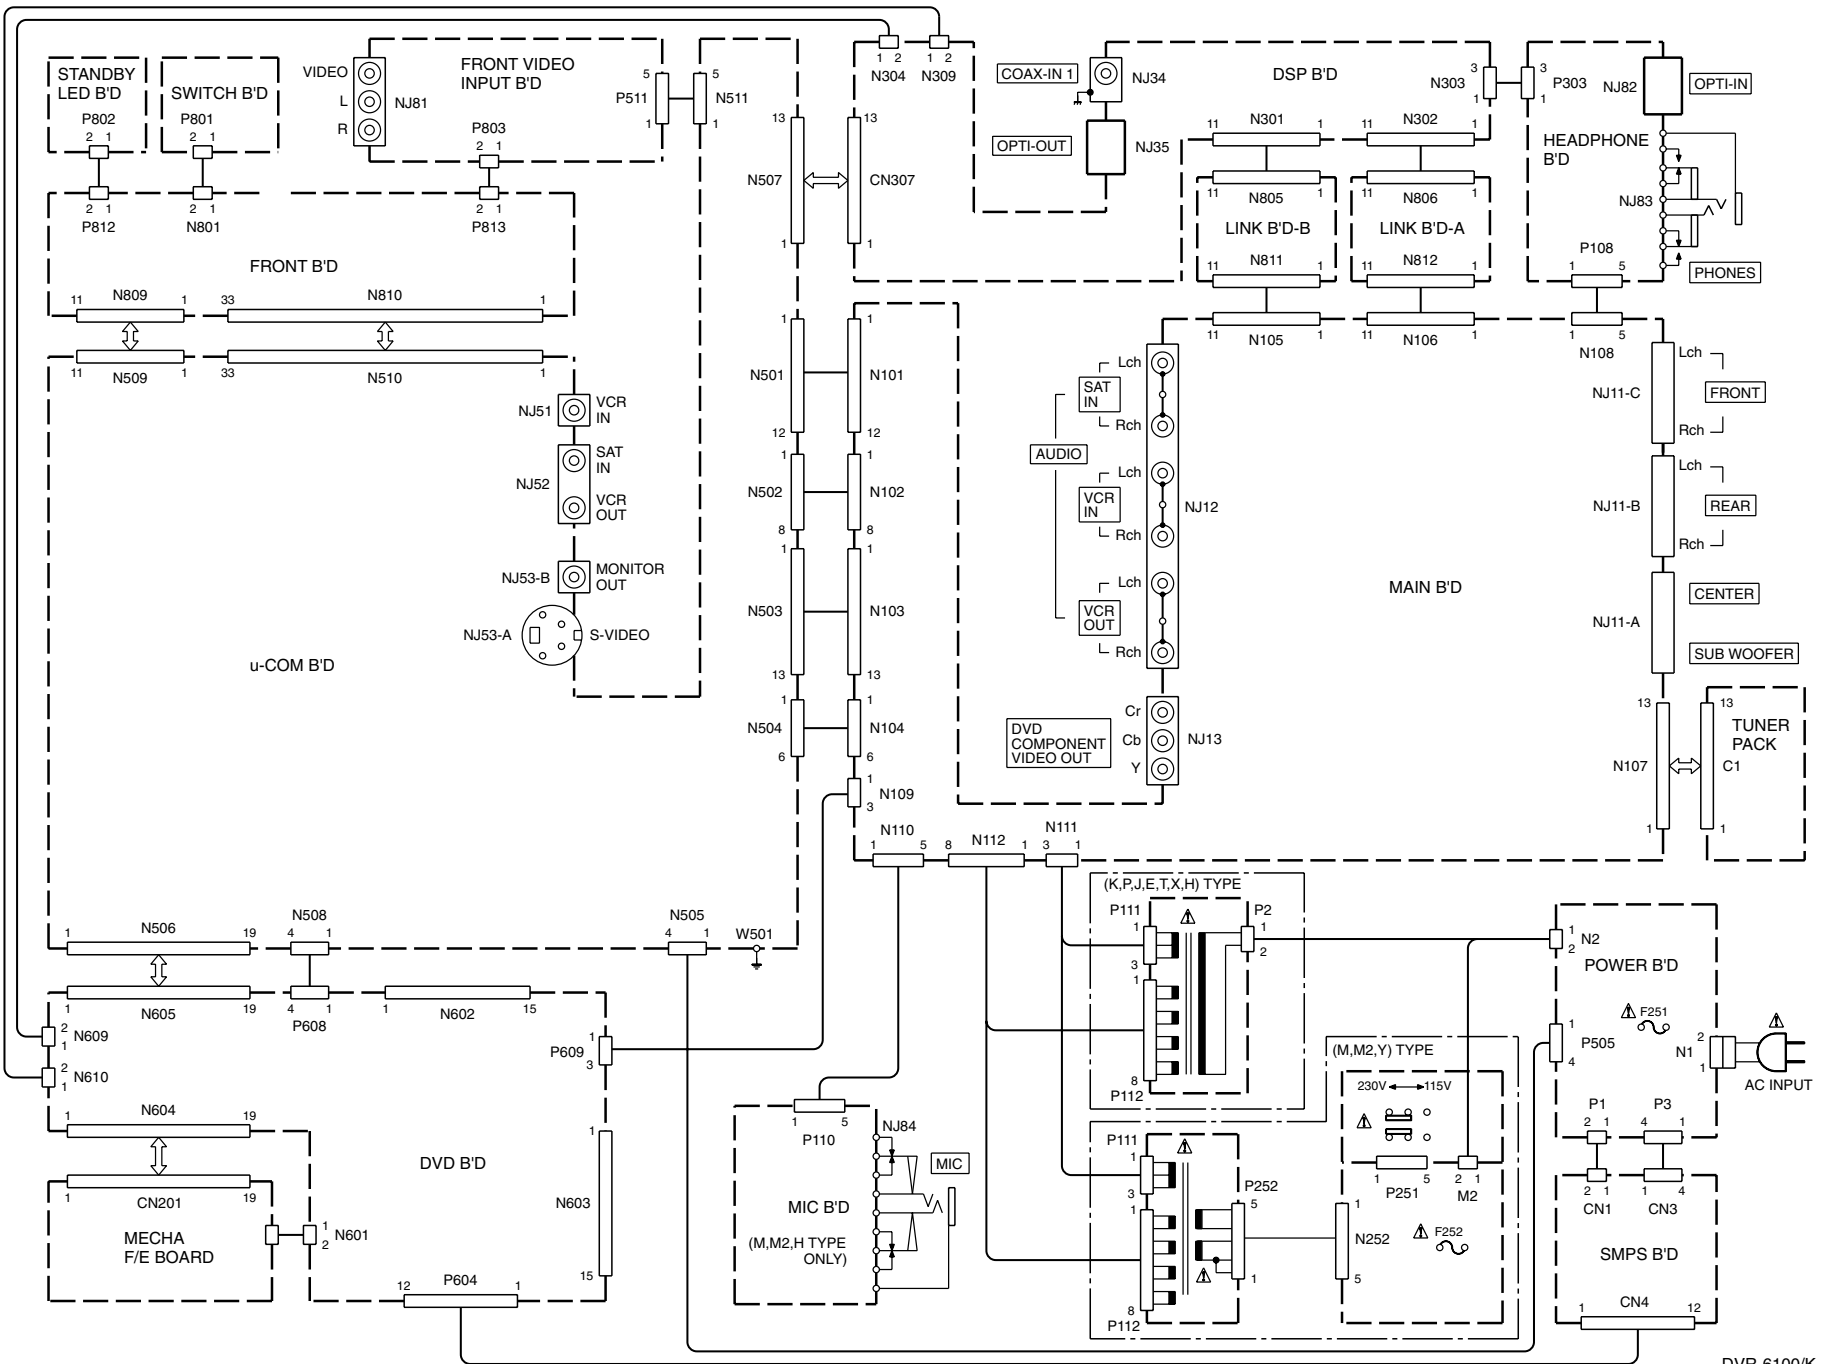 STANDBY
LED B'D
P802
2 1
SWITCH B'D
P801
2 1
VIDEO
L
R
NJ81
FRONT VIDEO
INPUT B'D
P803
2 1
5
P511
1
5
N511
1
2 1
P812
2 1
N801
2 1
P813
FRONT B'D
11 N809 1
33 N810 1
11 N509 1
33 N510 1
NJ51
VCR
IN
NJ52
SAT
IN
VCR
OUT
NJ53-B
MONITOR
OUT
NJ53-A
S-VIDEO
u-COM B'D
1 2
N304
1 2
N309
13
N507
1
13
CN307
1
1
N501
12
1
N101
12
1
N502
8
1
N102
8
1
N503
13
1
N103
13
1
N504
6
1
N104
6
1
N109
3
COAX-IN 1
NJ34
OPTI-OUT
NJ35
DSP B'D
N303
3
1
3
P303
1
NJ82
OPTI-IN
HEADPHONE
B'D
NJ83
PHONES
P108
1 5
11 N301 1
11 N302 1
11 N805 1
11 N806 1
LINK B'D-B
LINK B'D-A
11 N811 1
11 N812 1
11 N105 1
11 N106 1
1 5
N108
AUDIO
SAT
IN
Lch
Rch
VCR
IN
Lch
Rch
VCR
OUT
Lch
Rch
NJ12
DVD
COMPONENT
VIDEO OUT
Cr
Cb
Y
NJ13
MAIN B'D
NJ11-C
Lch
FRONT
Rch
NJ11-B
Lch
REAR
Rch
NJ11-A
CENTER
SUB WOOFER
13
N107
1
13
C1
1
TUNER
PACK
N110
1 5
8 N112 1
N111
3 1
1 N506 19
N508
4 1
N505
4 1
W501
1 N605 19
4 1
P608
1 N602 15
2
N609
1
2
N610
1
1
P609
3
1 N604 19
1 CN201 19
MECHA
F/E BOARD
1
N601
2
DVD B'D
1
N603
15
12 P604 1
1 5
P110
NJ84
MIC
MIC B'D
(M,M2,H TYPE
ONLY)
(K,P,J,E,T,X,H) TYPE
P111
1
3
1
8
P112
P2
1
2
(M,M2,Y) TYPE
P111
1
3
1
8
P112
P252
5
1
230V 115V
1 5
P251
2 1
M2
1
N252
5
F252
1
2
N2
POWER B'D
F251
1
P505
4
N1
2
1
AC INPUT
P1
2 1
P3
4 1
2 1
CN1
1 4
CN3
SMPS B'D
1 CN4 12